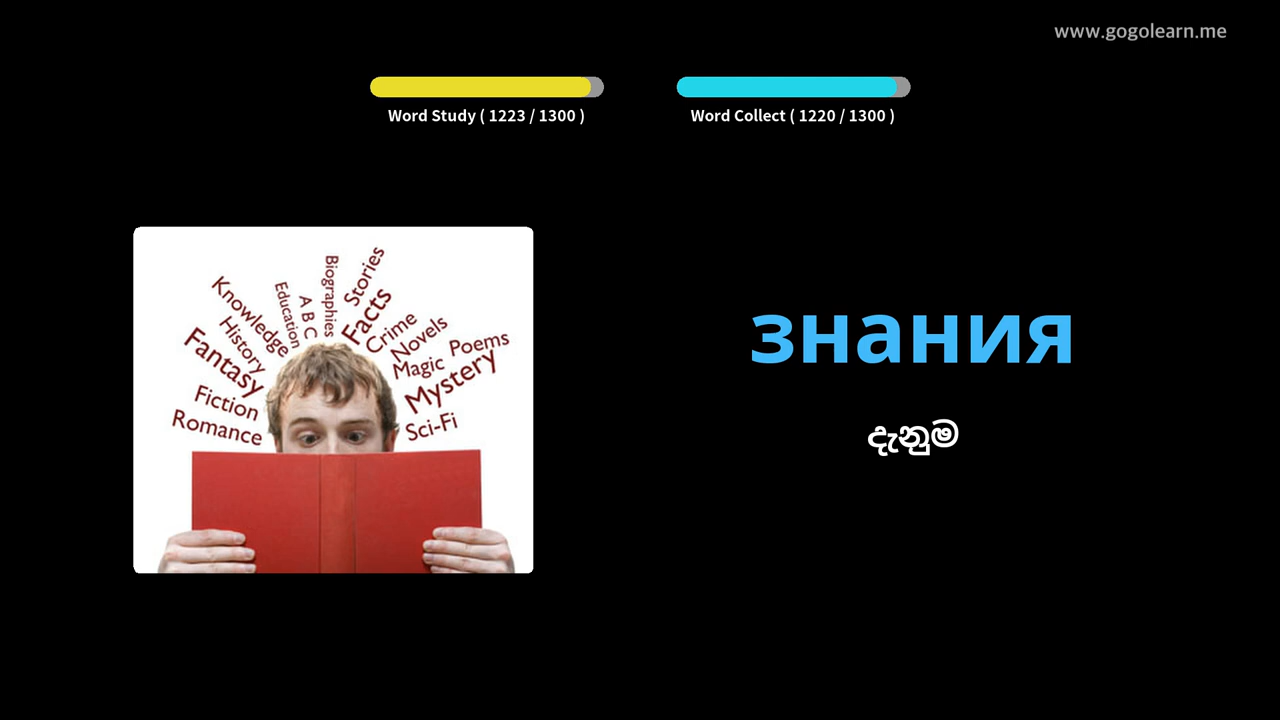 www.gogolearn.me
Word Study ( 1223 / 1300 )
Word Collect ( 1220 / 1300 )
Knowledge
Education
A B C
Biographies
Stories
Facts
Crime
Novels
Poems
Magic
Mystery
Sci-Fi
History
Fantasy
Fiction
Romance
знания
දැනුම